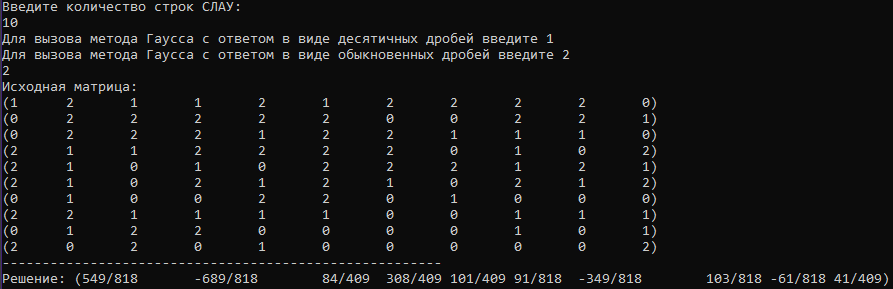 Введите количество строк СЛАУ:
10
Для вызова метода Гаусса с ответом в виде десятичных дробей введите 1
Для вызова метода Гаусса с ответом в виде обыкновенных дробей введите 2
2
Исходная матрица:
(1 2 1 1 2 1 2 2 2 2 0)
(0 2 2 2 2 2 0 0 2 2 1)
(0 2 2 2 1 2 2 1 1 1 0)
(2 1 1 2 2 2 2 2 1 0 2)
(2 1 0 1 0 2 2 2 1 2 1)
(2 1 0 2 1 2 1 0 2 1 2)
(0 1 0 0 2 2 0 1 0 0 0)
(2 2 1 1 1 1 0 0 1 1 1)
(0 1 2 2 0 0 0 0 1 0 1)
(2 0 2 0 1 0 0 0 0 0 2)
------------------------------------------------------
Решение: (549/818 -689/818 84/409 308/409 101/409 91/818 -349/818 103/818 -61/818 41/409)